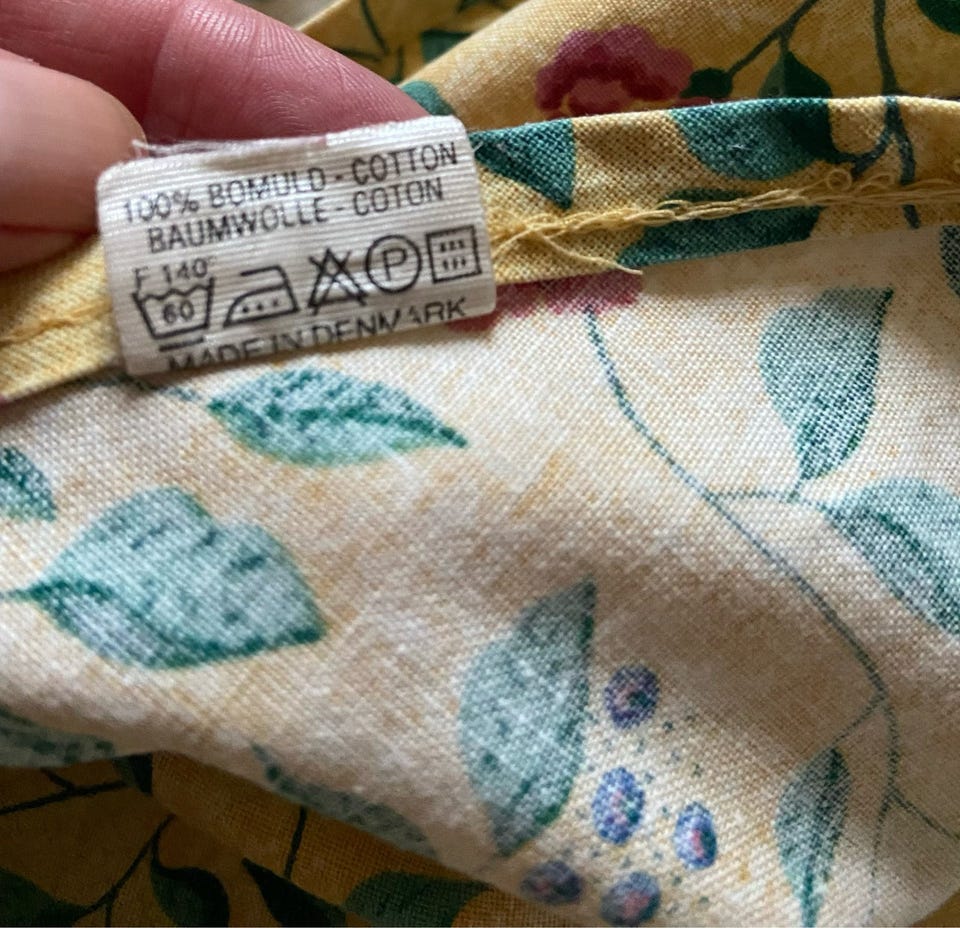 100% BOMULD - COTTON
BAUMWOLLE - COTON
F 140°
60 P
MADE IN DENMARK